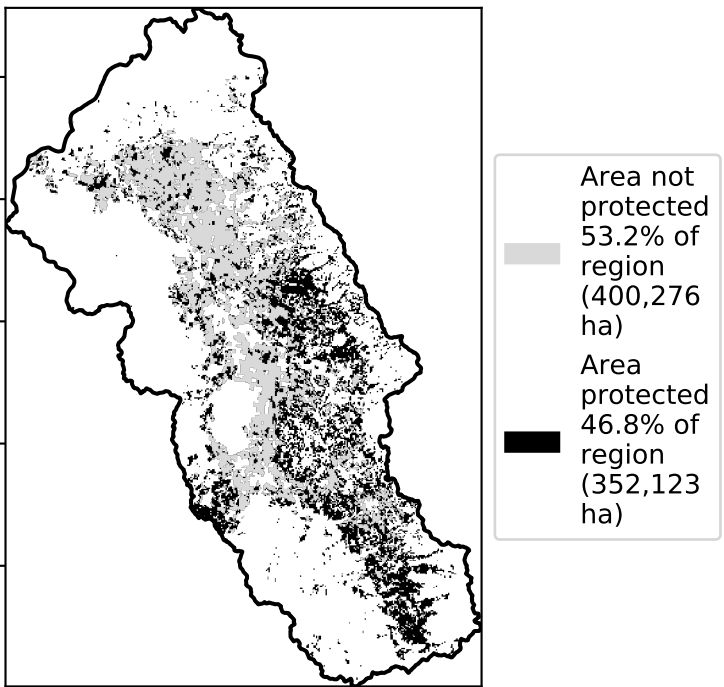 Area not
protected
53.2% of
region
(400,276
ha)
Area
protected
46.8% of
region
(352,123
ha)